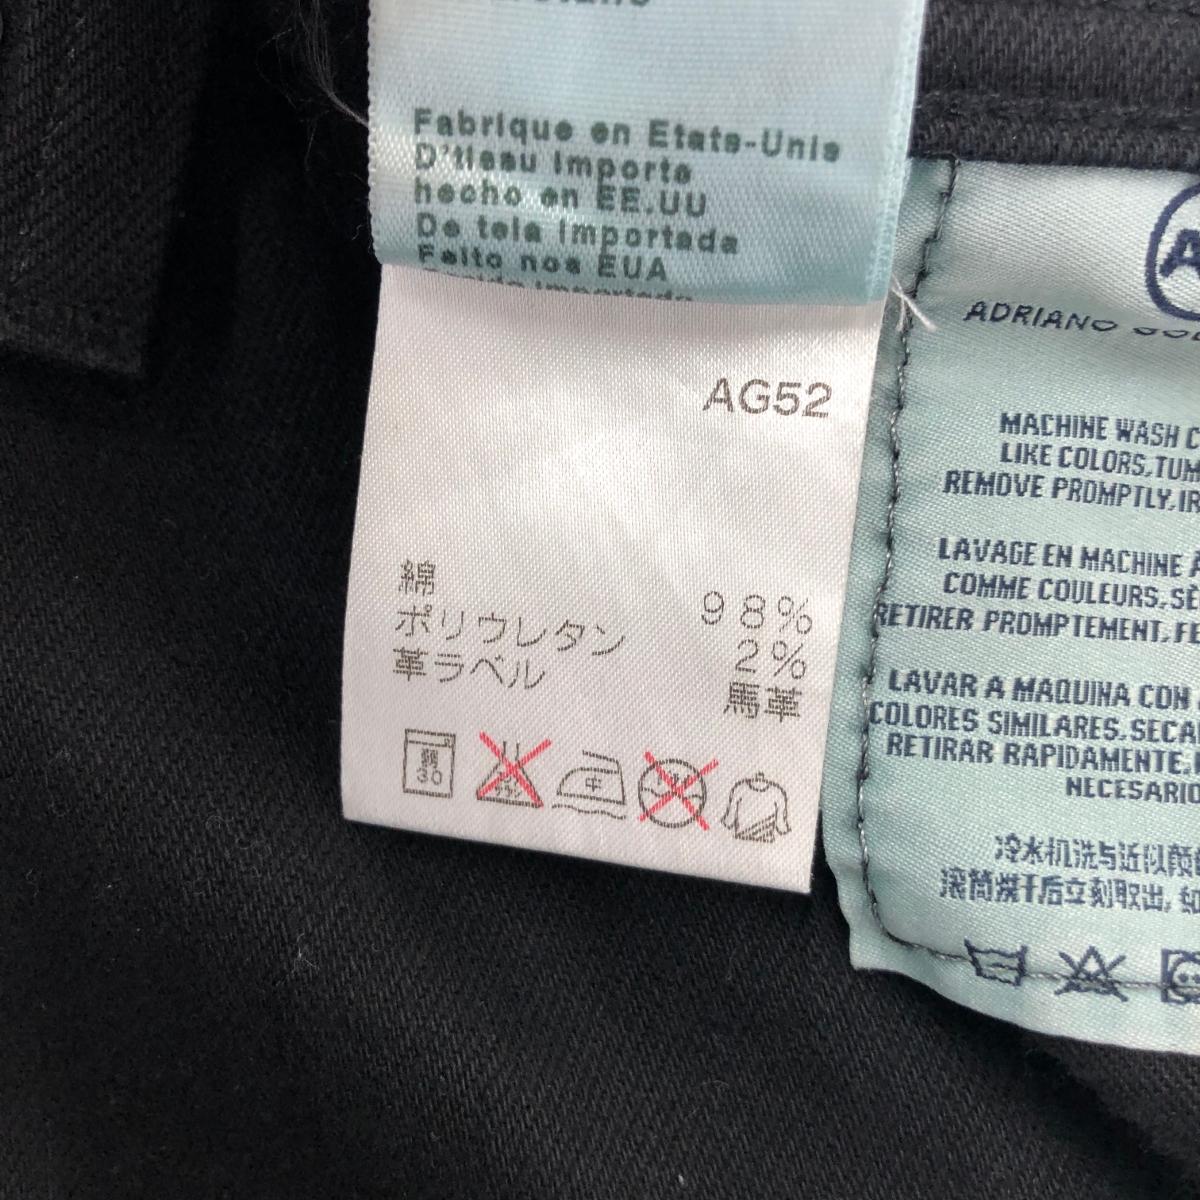 Fabrique en Etats-Unis
D'tissu Importe
hecho en EE.UU
De tela Importada
Feito nos EUA
Importado
AG52
綿 98%
ポリウレタン 2%
革ラベル 馬革
30
中
A
ADRIANO
MACHINE WASH C
LIKE COLORS,TUM
REMOVE PROMPTLY,IR
LAVAGE EN MACHINE À
COMME COULEURS,SÈ
RETIRER PROMPTEMENT, FE
LAVAR A MAQUINA CON
COLORES SIMILARES.SECA
RETIRAR RAPIDAMENTE,
NECESARIO
冷水机洗与近似颜
滚筒烘干后立刻取出,